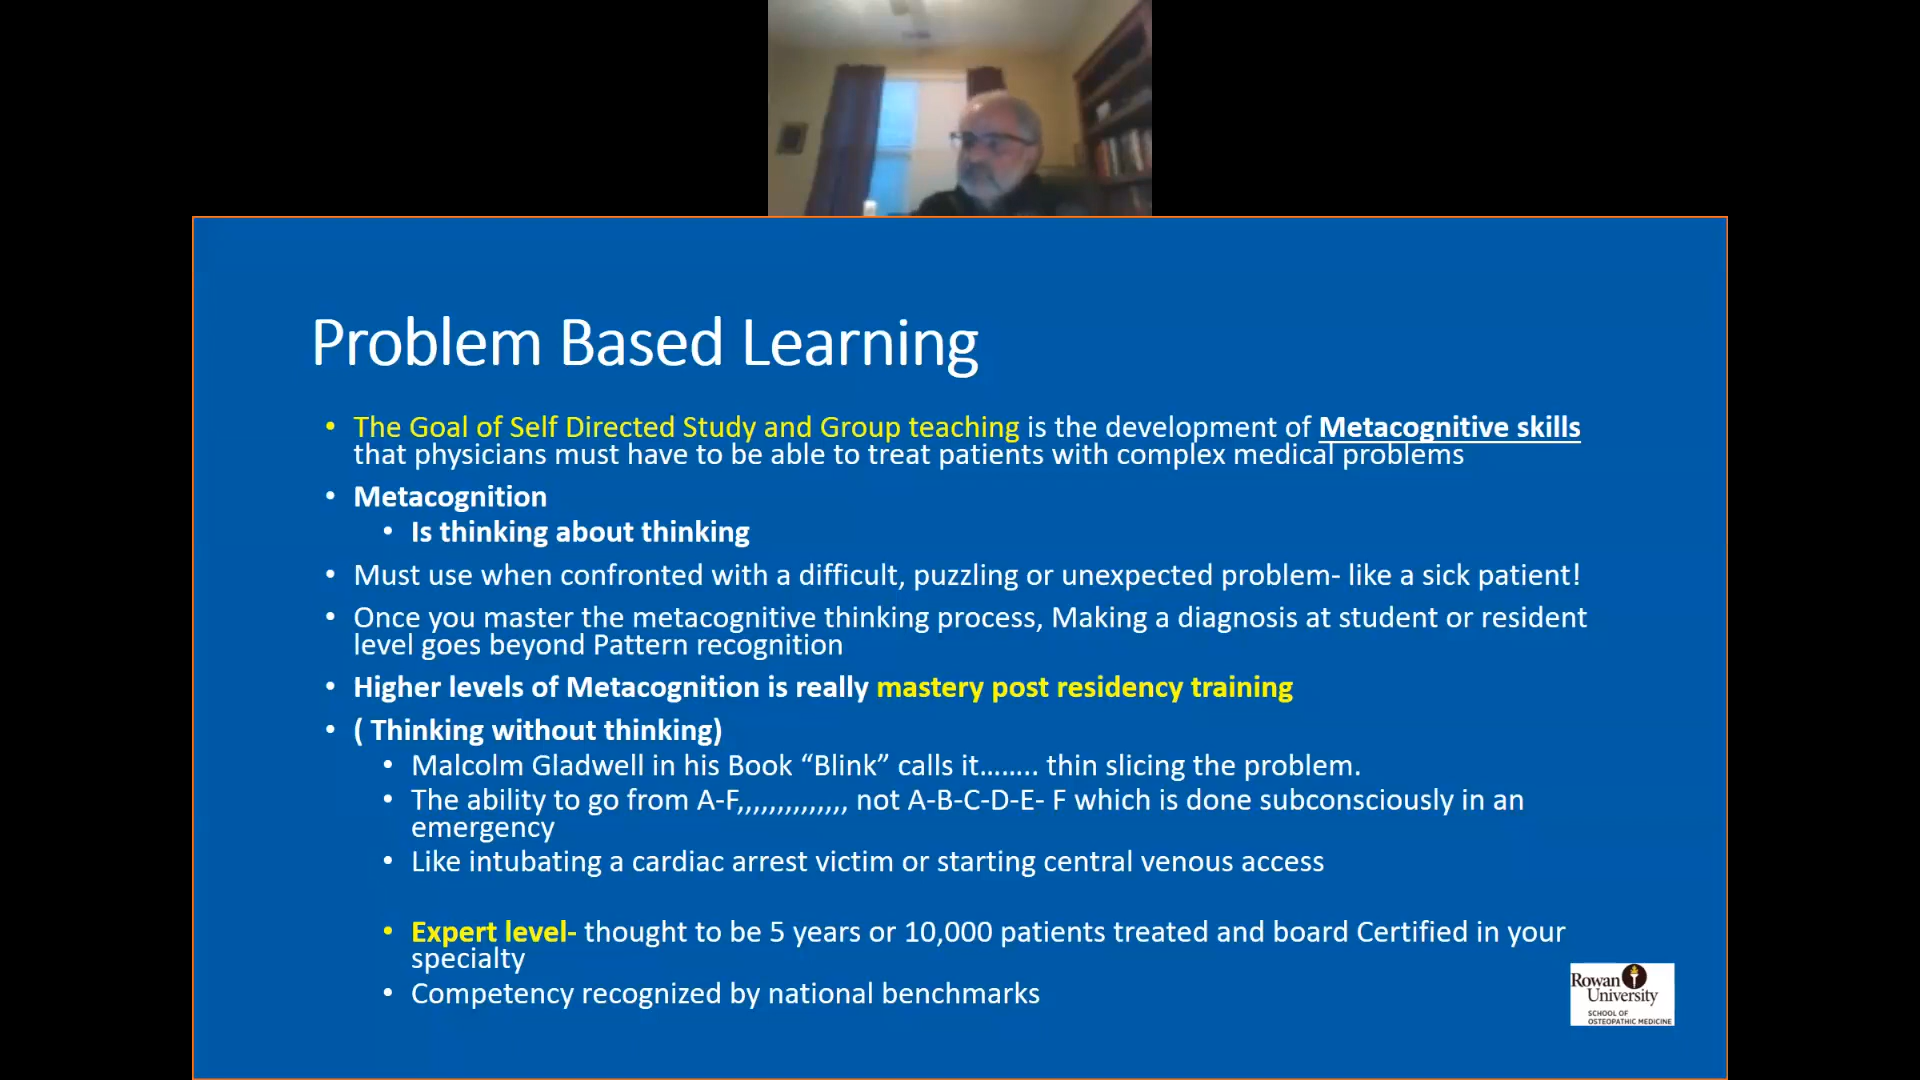 Problem Based Learning
• The Goal of Self Directed Study and Group teaching is the development of Metacognitive skills
that physicians must have to be able to treat patients with complex medical problems
• Metacognition
• Is thinking about thinking
• Must use when confronted with a difficult, puzzling or unexpected problem- like a sick patient!
• Once you master the metacognitive thinking process, Making a diagnosis at student or resident
level goes beyond Pattern recognition
• Higher levels of Metacognition is really mastery post residency training
• ( Thinking without thinking)
• Malcolm Gladwell in his Book “Blink” calls it…….. thin slicing the problem.
• The ability to go from A-F,,,,,,,,,,,,,, not A-B-C-D-E- F which is done subconsciously in an
emergency
• Like intubating a cardiac arrest victim or starting central venous access
• Expert level- thought to be 5 years or 10,000 patients treated and board Certified in your
specialty
• Competency recognized by national benchmarks
Rowan
University
SCHOOL OF
OSTEOPATHIC MEDICINE